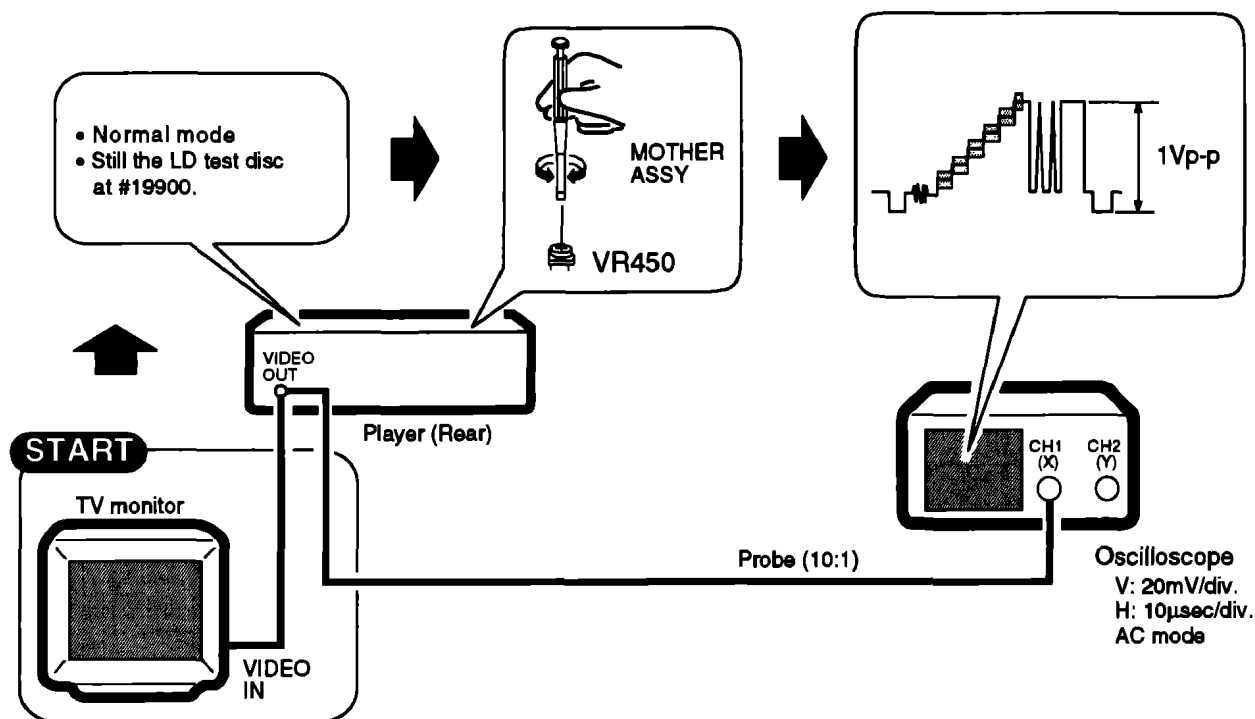 • Normal mode
• Still the LD test disc
at #19900.
MOTHER
ASSY
VR450
1Vp-p
VIDEO
OUT
Player (Rear)
START
TV monitor
VIDEO
IN
Probe (10:1)
CH1
(X)
CH2
(Y)
Oscilloscope
V: 20mV/div.
H: 10μsec/div.
AC mode